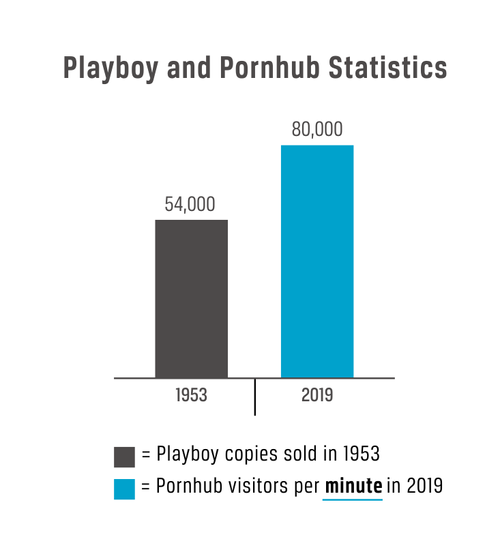 Playboy and Pornhub Statistics
80,000
54,000
1953
2019
= Playboy copies sold in 1953
= Pornhub visitors per minute in 2019